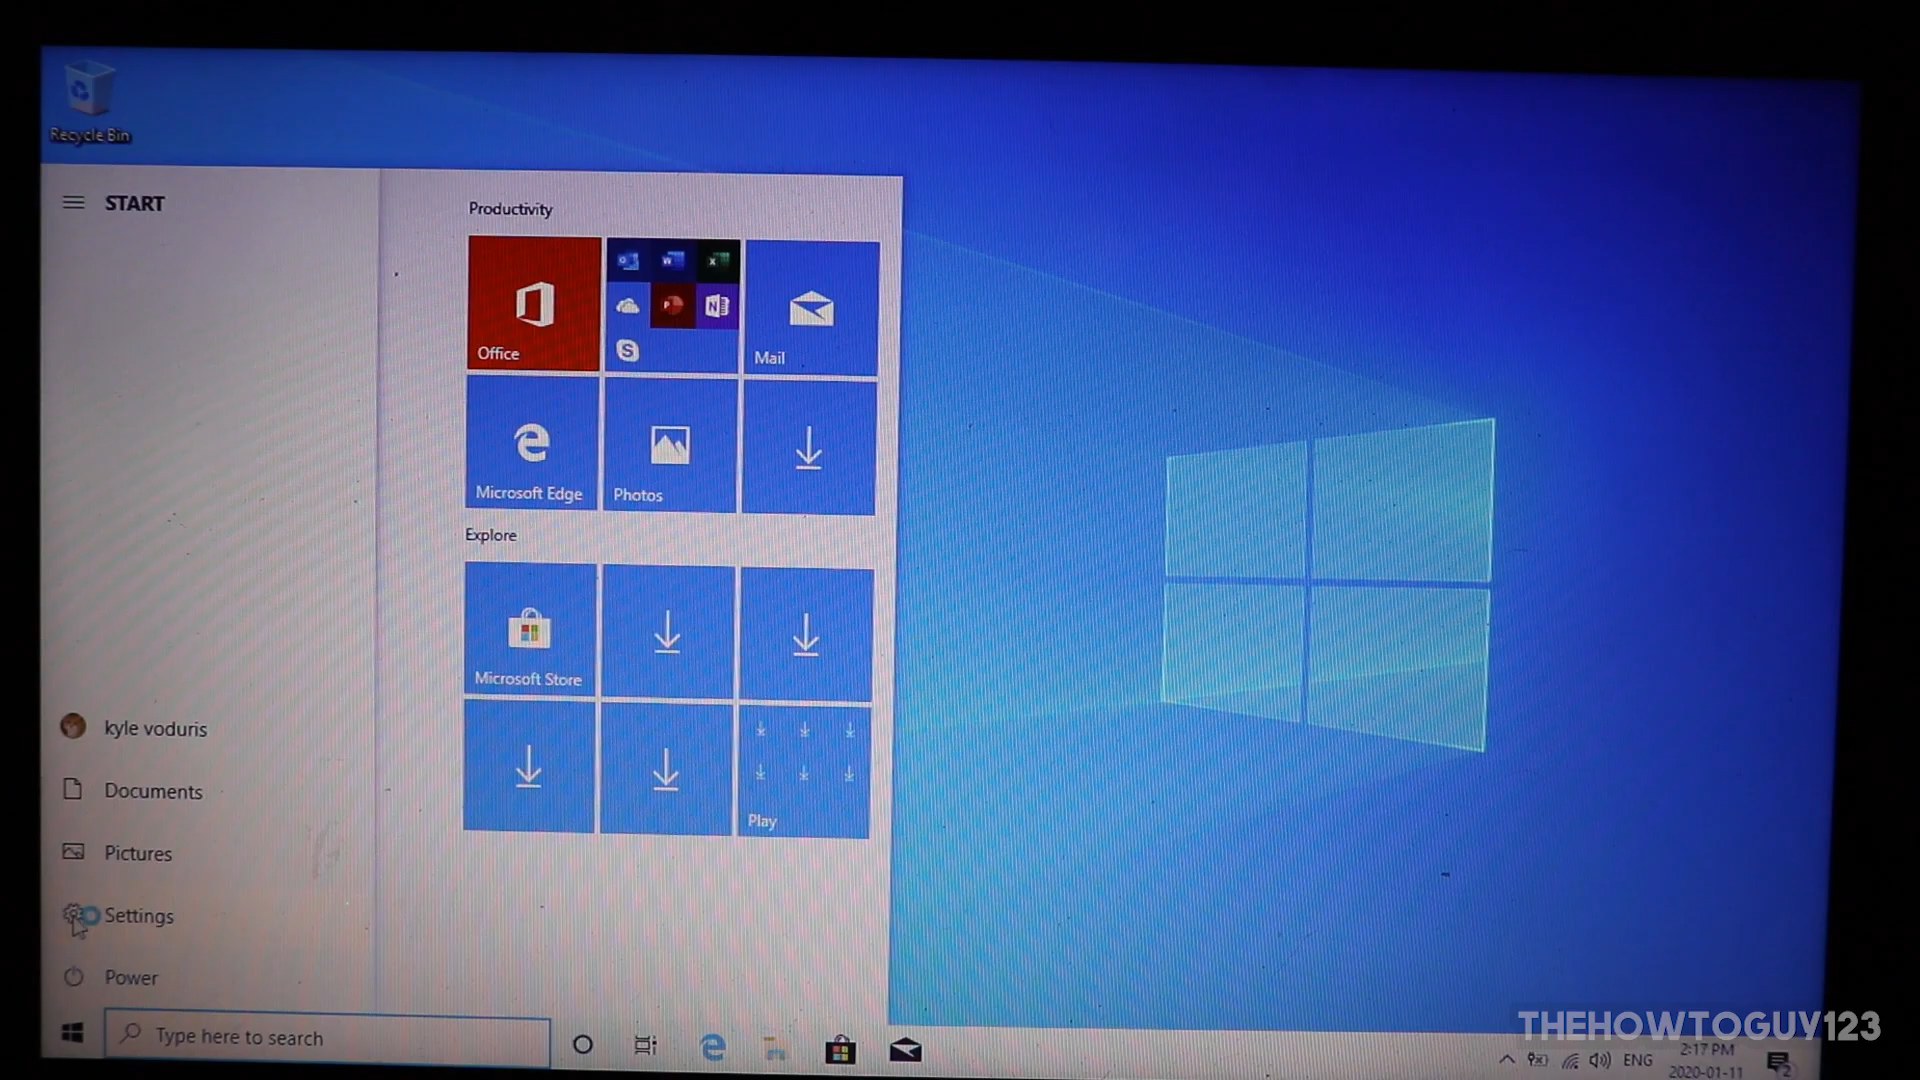 Recycle Bin
START
Productivity
Office
Mail
Microsoft Edge
Photos
Explore
Microsoft Store
Play
kyle voduris
Documents
Pictures
Settings
Power
Type here to search
ENG
2:17 PM
2020-01-11
2
THEHOWTOGUY123